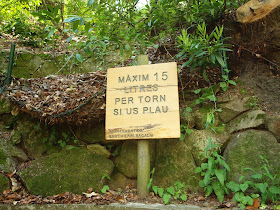 MÀXIM 15
LITRES
PER TORN
SI US PLAU